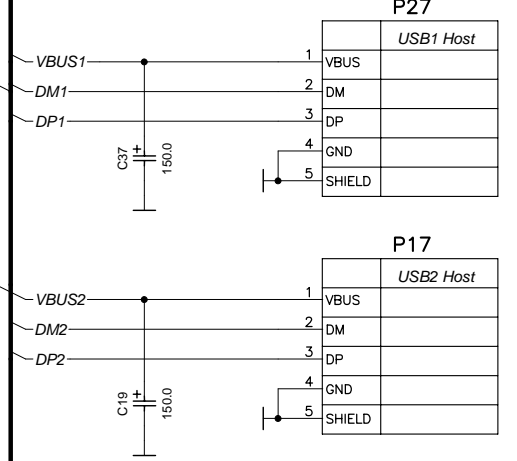 P27
USB1 Host
VBUS1 1 VBUS
DM1 2 DM
DP1 3 DP
4 GND
5 SHIELD
C37 + 150.0
P17
USB2 Host
VBUS2 1 VBUS
DM2 2 DM
DP2 3 DP
4 GND
5 SHIELD
C19 + 150.0